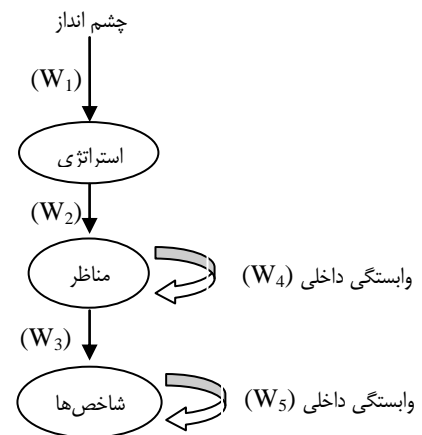 چشم انداز
(W₁)
استراتژی
(W₂)
مناظر
وابستگی داخلی (W₄)
(W₃)
شاخص‌ها
وابستگی داخلی (W₅)